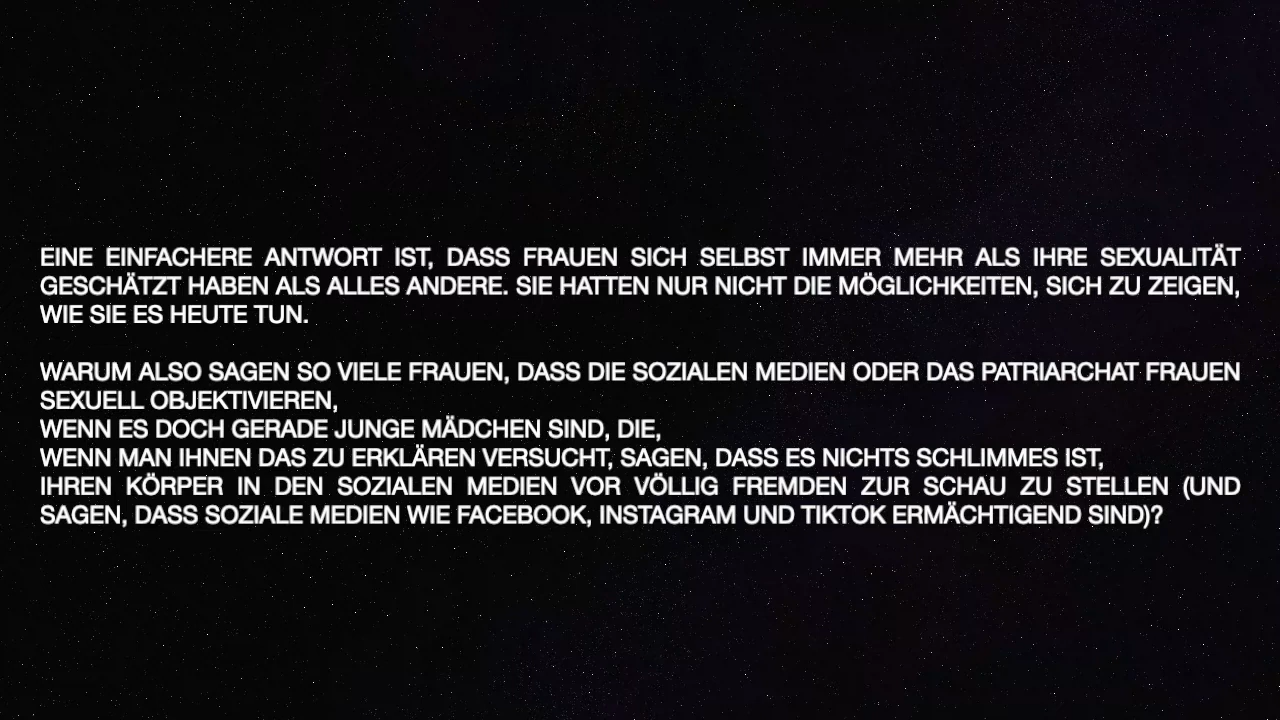 EINE EINFACHERE ANTWORT IST, DASS FRAUEN SICH SELBST IMMER MEHR ALS IHRE SEXUALITÄT
GESCHÄTZT HABEN ALS ALLES ANDERE. SIE HATTEN NUR NICHT DIE MÖGLICHKEITEN, SICH ZU ZEIGEN,
WIE SIE ES HEUTE TUN.
WARUM ALSO SAGEN SO VIELE FRAUEN, DASS DIE SOZIALEN MEDIEN ODER DAS PATRIARCHAT FRAUEN
SEXUELL OBJEKTIVIEREN,
WENN ES DOCH GERADE JUNGE MÄDCHEN SIND, DIE,
WENN MAN IHNEN DAS ZU ERKLÄREN VERSUCHT, SAGEN, DASS ES NICHTS SCHLIMMES IST,
IHREN KÖRPER IN DEN SOZIALEN MEDIEN VOR VÖLLIG FREMDEN ZUR SCHAU ZU STELLEN (UND
SAGEN, DASS SOZIALE MEDIEN WIE FACEBOOK, INSTAGRAM UND TIKTOK ERMÄCHTIGEND SIND)?